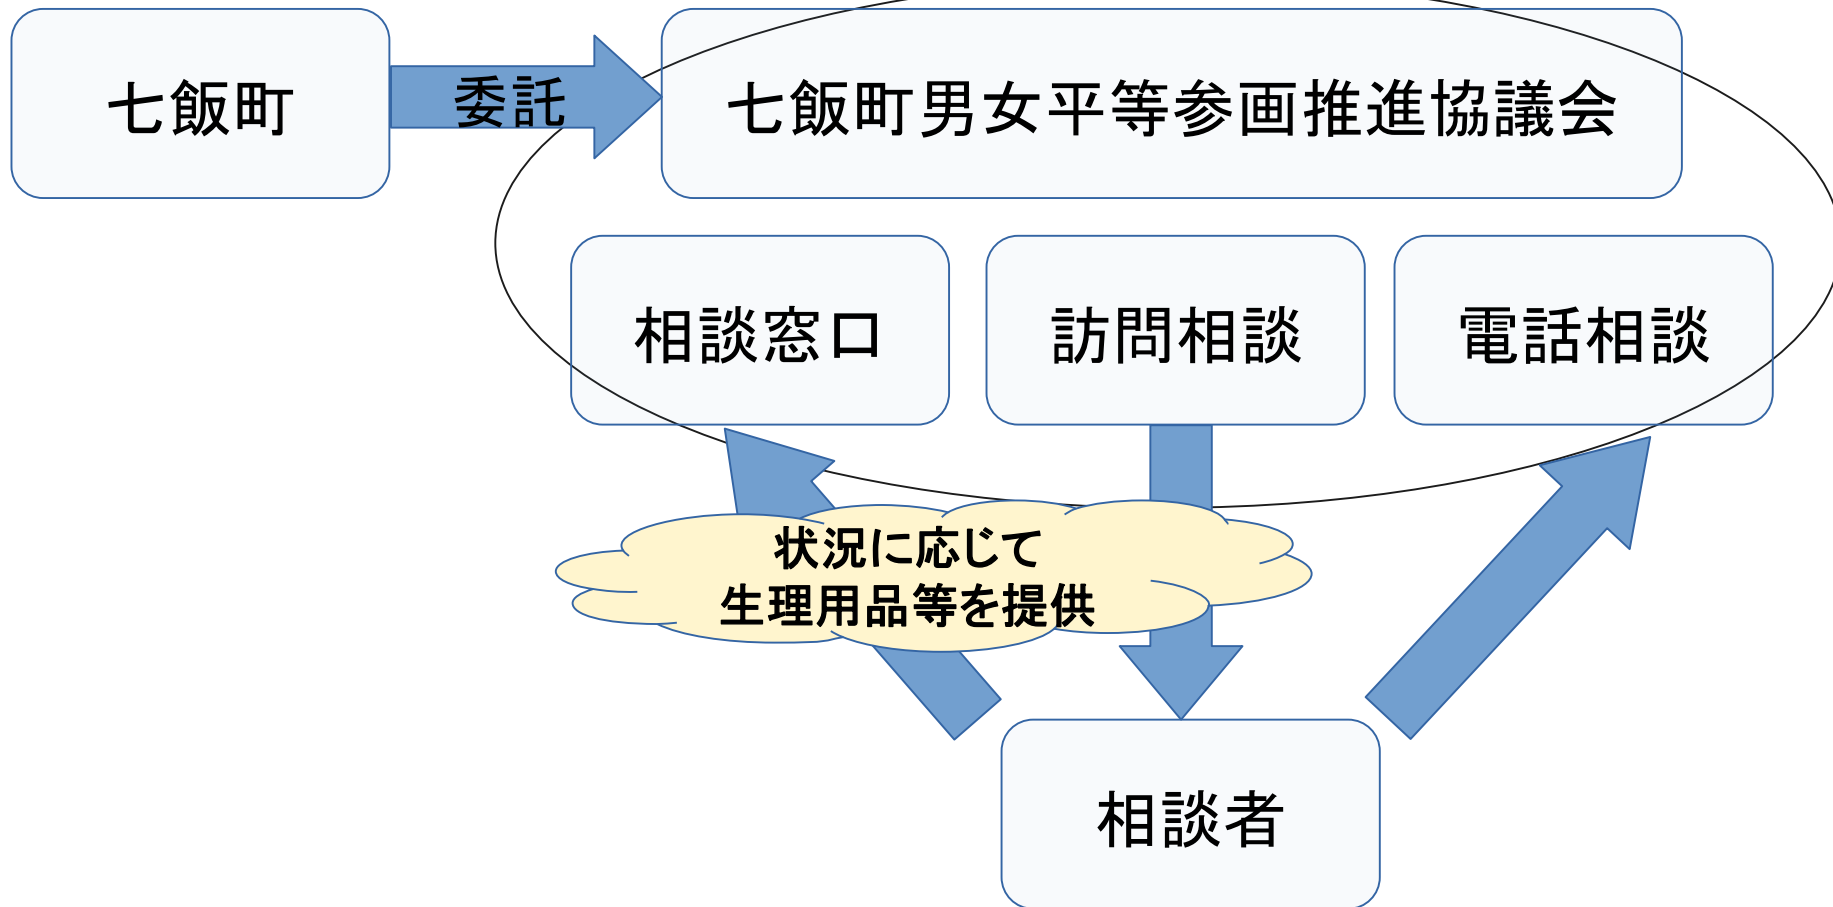 七飯町
委託
七飯町男女平等参画推進協議会
相談窓口
訪問相談
電話相談
状況に応じて
生理用品等を提供
相談者